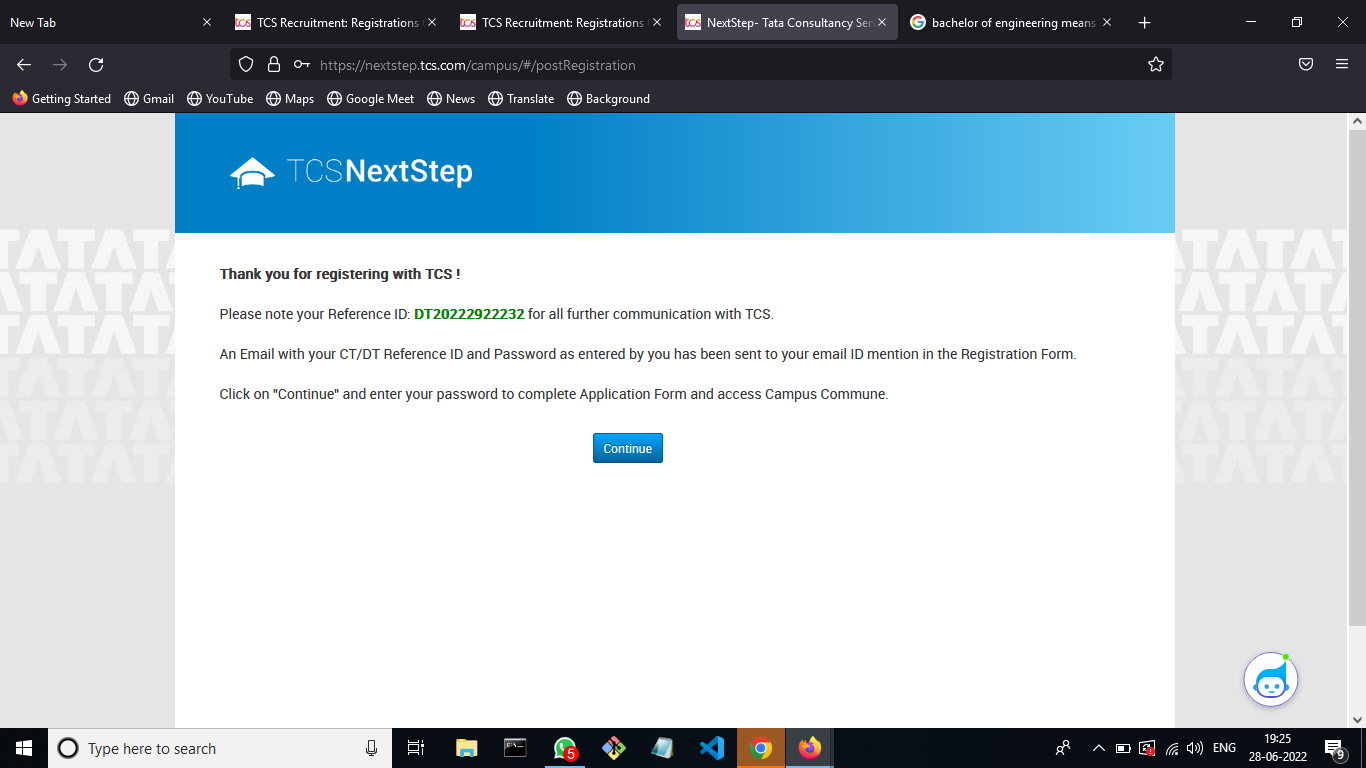 New Tab
TCS Recruitment: Registrations
TCS Recruitment: Registrations
NextStep- Tata Consultancy Ser
bachelor of engineering means
https://nextstep.tcs.com/campus/#/postRegistration
Getting Started
Gmail
YouTube
Maps
Google Meet
News
Translate
Background
TCSNextStep
Thank you for registering with TCS !
Please note your Reference ID: DT20222922232 for all further communication with TCS.
An Email with your CT/DT Reference ID and Password as entered by you has been sent to your email ID mention in the Registration Form.
Click on "Continue" and enter your password to complete Application Form and access Campus Commune.
Continue
Type here to search
5
ENG
19:25
28-06-2022
9